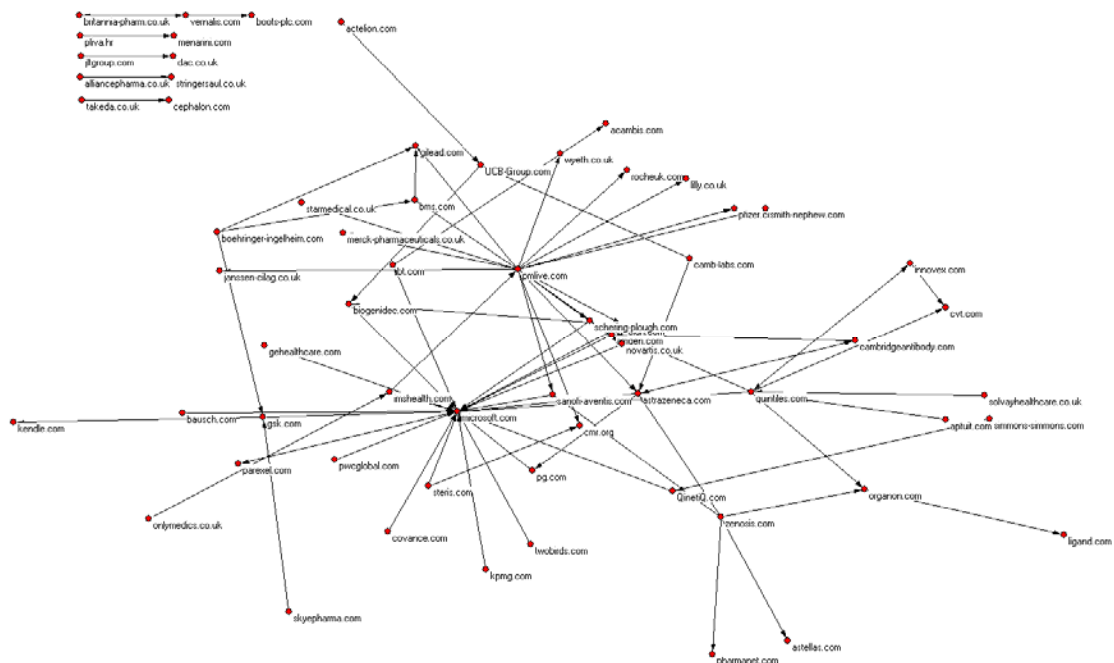 britannia-pharm.co.uk
vernalis.com
boots-plc.com
actelion.com
pliva.hr
menarini.com
jltgroup.com
dac.co.uk
alliancepharma.co.uk
stringersaul.co.uk
takeda.co.uk
cephalon.com
acambis.com
gilead.com
wyeth.co.uk
UCB-Group.com
rocheuk.com
lilly.co.uk
starmedical.co.uk
bms.com
smith-nephew.com
boehringer-ingelheim.com
merck-pharmaceuticals.co.uk
camb-labs.com
innovex.com
janssen-cilag.co.uk
pmlive.com
biogenidec.com
cvt.com
schering-plough.com
gehealthcare.com
novartis.co.uk
cambridgeantibody.com
imshealth.com
sanofi-aventis.com
astrazeneca.com
quintiles.com
solvayhealthcare.co.uk
kendle.com
bausch.com
gsk.com
microsoft.com
cmr.org
aptuit.com
simmons-simmons.com
parexel.com
pwcglobal.com
steris.com
pg.com
QinetiQ.com
organon.com
onlymedics.co.uk
covance.com
twobirds.com
zenosis.com
ligand.com
kpmg.com
skyepharma.com
astellas.com
pharmanet.com